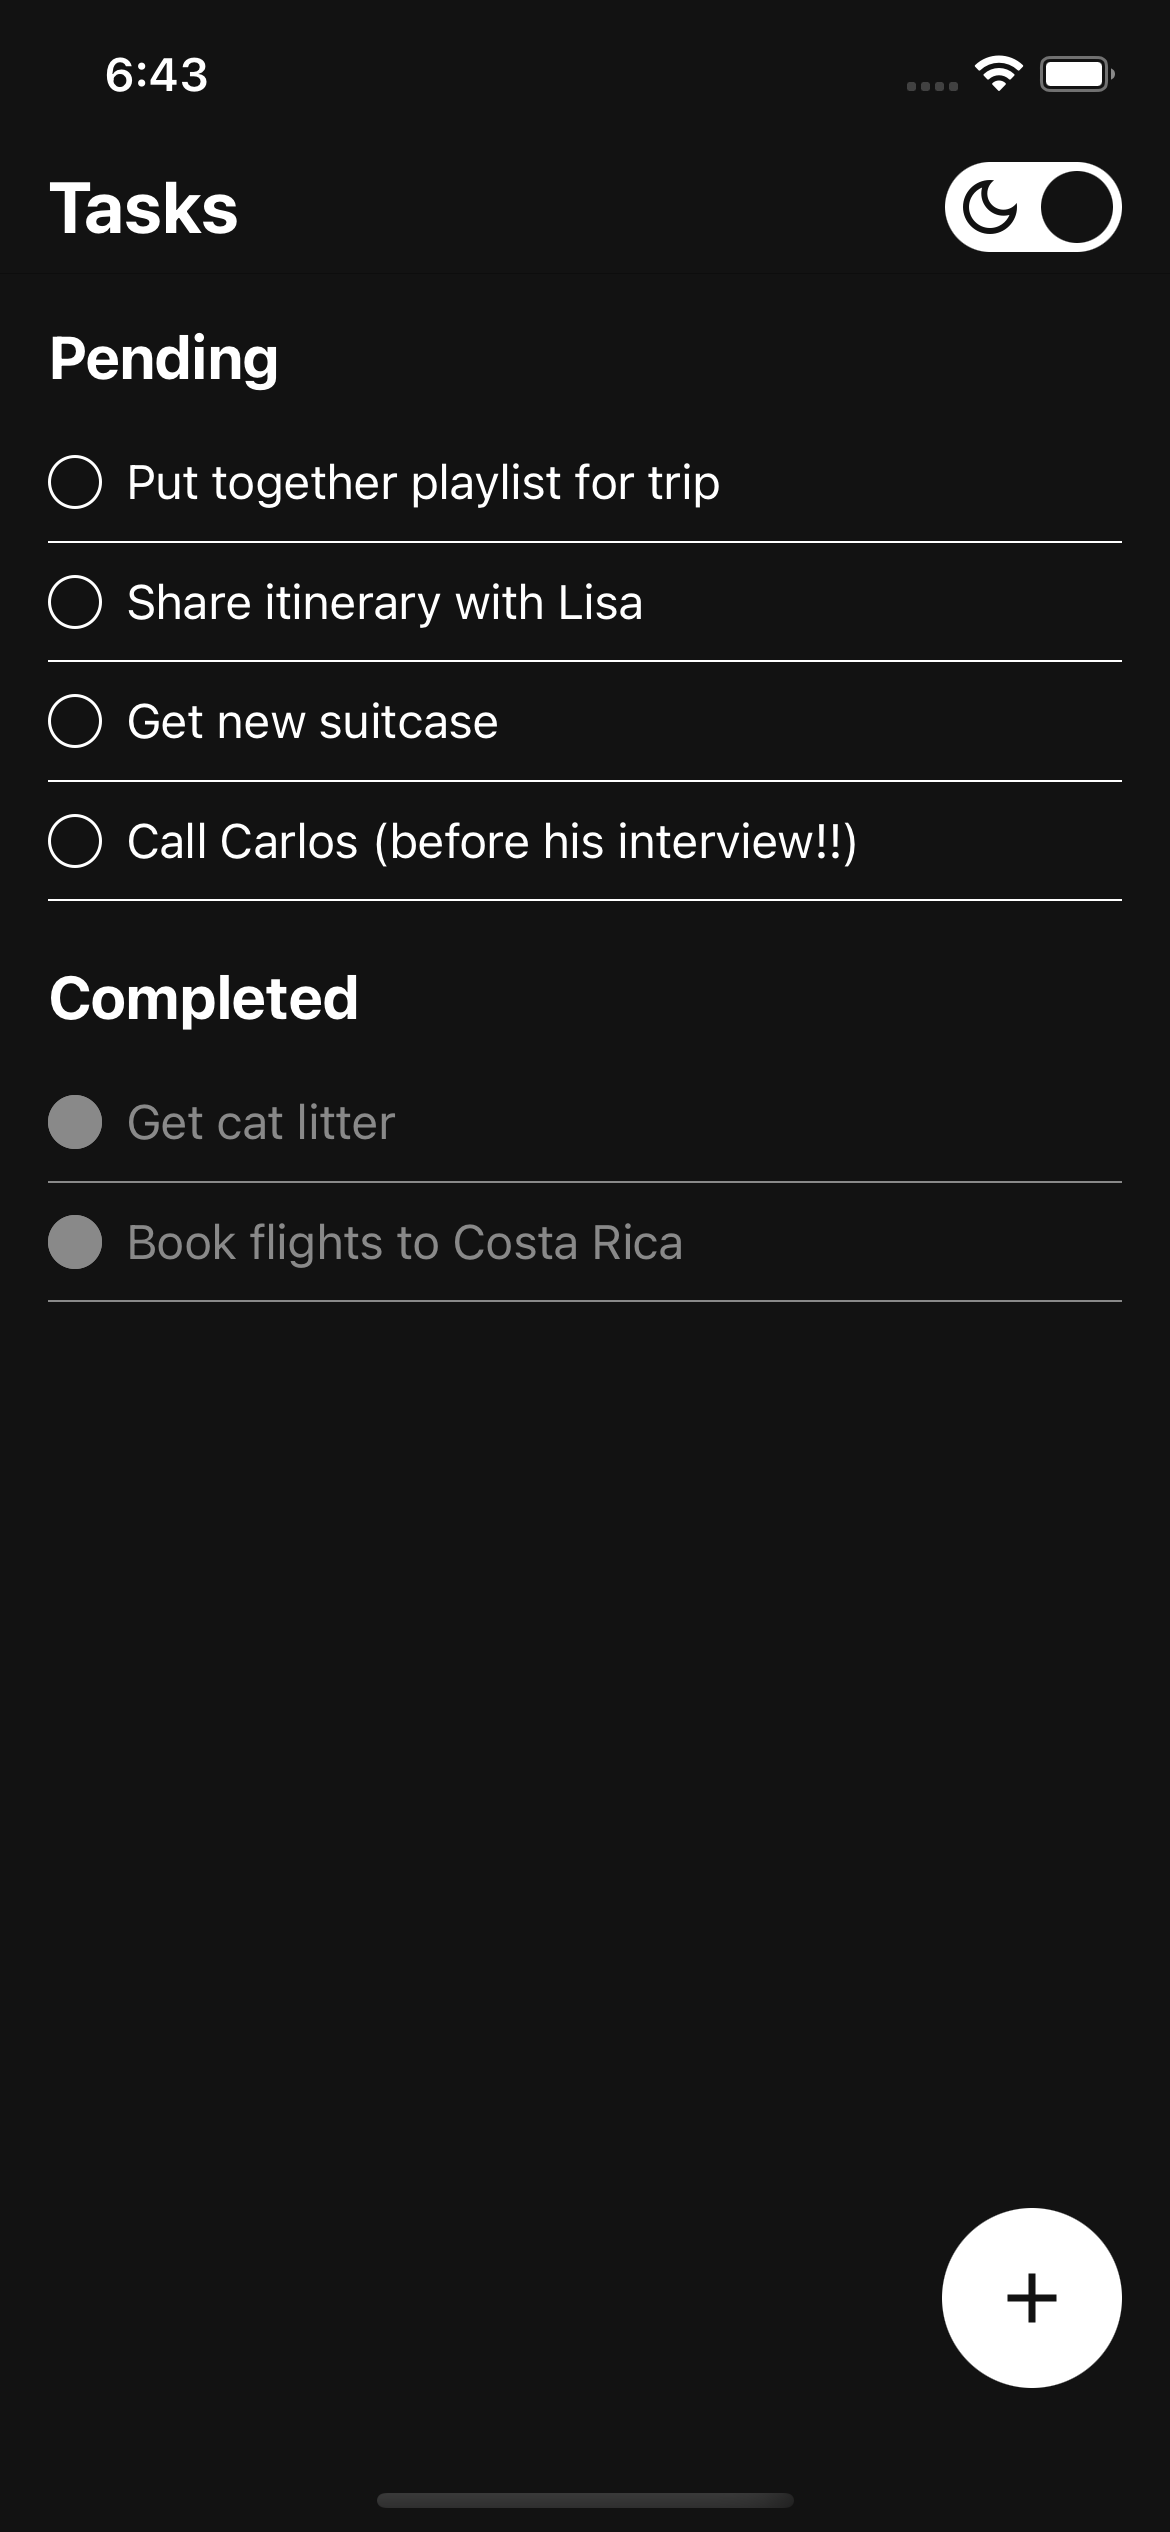 6:43
Tasks
Pending
Put together playlist for trip
Share itinerary with Lisa
Get new suitcase
Call Carlos (before his interview!!)
Completed
Get cat litter
Book flights to Costa Rica